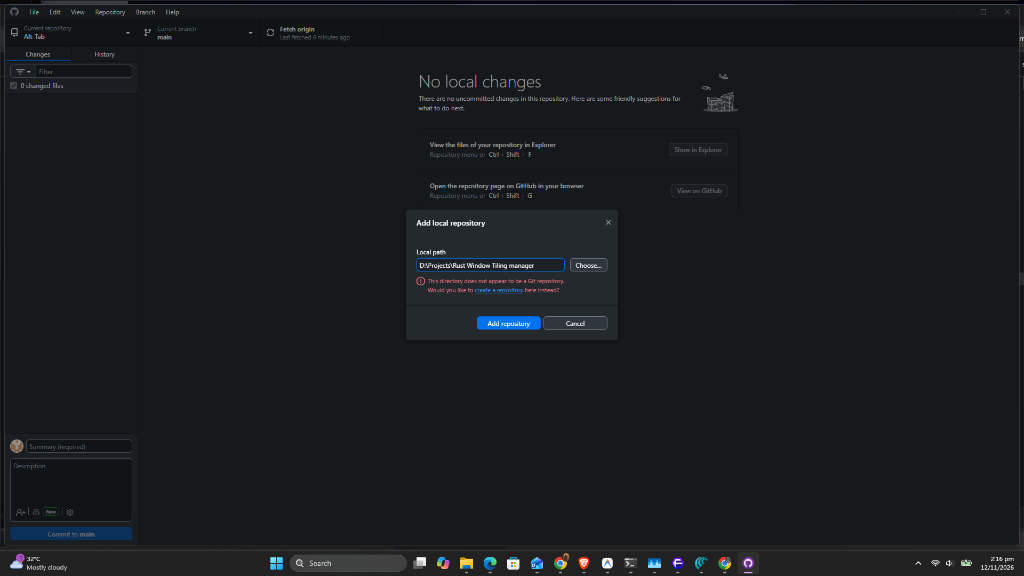 File Edit View Repository Branch Help
Current repository
Alt Tab
Current branch
main
Fetch origin
Last fetched 6 minutes ago
Changes History
Filter
0 changed files
No local changes
There are no uncommitted changes in this repository. Here are some friendly suggestions for
what to do next.
View the files of your repository in Explorer
Repository menu or Ctrl + Shift + F
Show in Explorer
Open the repository page on GitHub in your browser
Repository menu or Ctrl + Shift + G
View on GitHub
Add local repository
Local path
D:\Projects\Rust Window Tiling manager
Choose...
This directory does not appear to be a Git repository.
Would you like to create a repository here instead?
Add repository Cancel
Summary (required)
Description
New
Commit to main
32°C
Mostly cloudy
Search
2:16 pm
12/11/2026